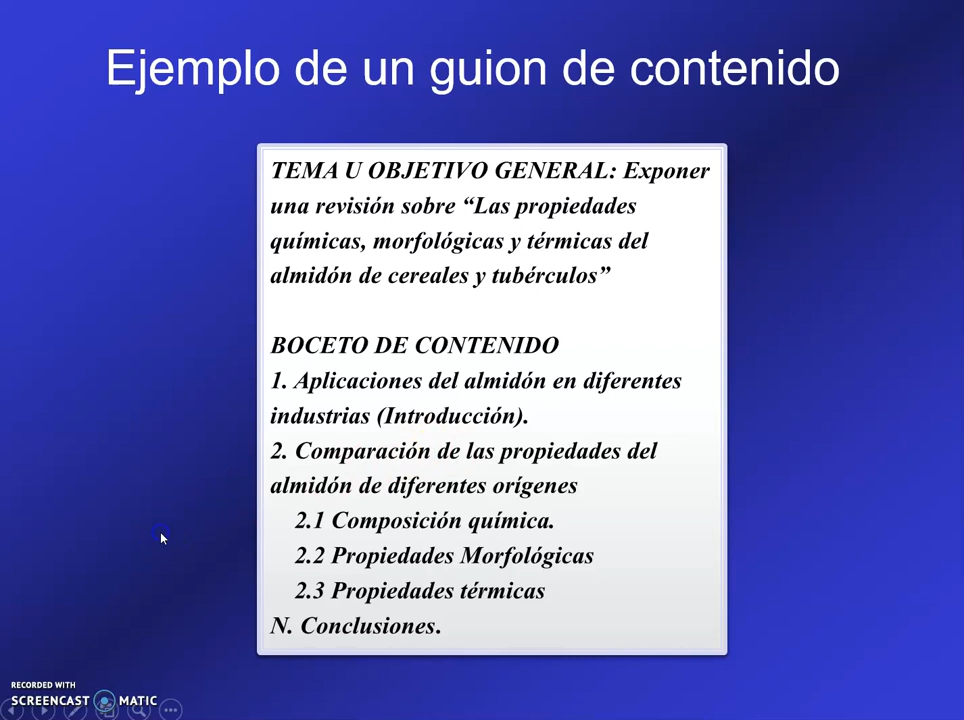 Ejemplo de un guion de contenido
TEMA U OBJETIVO GENERAL: Exponer
una revisión sobre “Las propiedades
químicas, morfológicas y térmicas del
almidón de cereales y tubérculos”
BOCETO DE CONTENIDO
1. Aplicaciones del almidón en diferentes
industrias (Introducción).
2. Comparación de las propiedades del
almidón de diferentes orígenes
2.1 Composición química.
2.2 Propiedades Morfológicas
2.3 Propiedades térmicas
N. Conclusiones.
RECORDED WITH
SCREENCAST MATIC